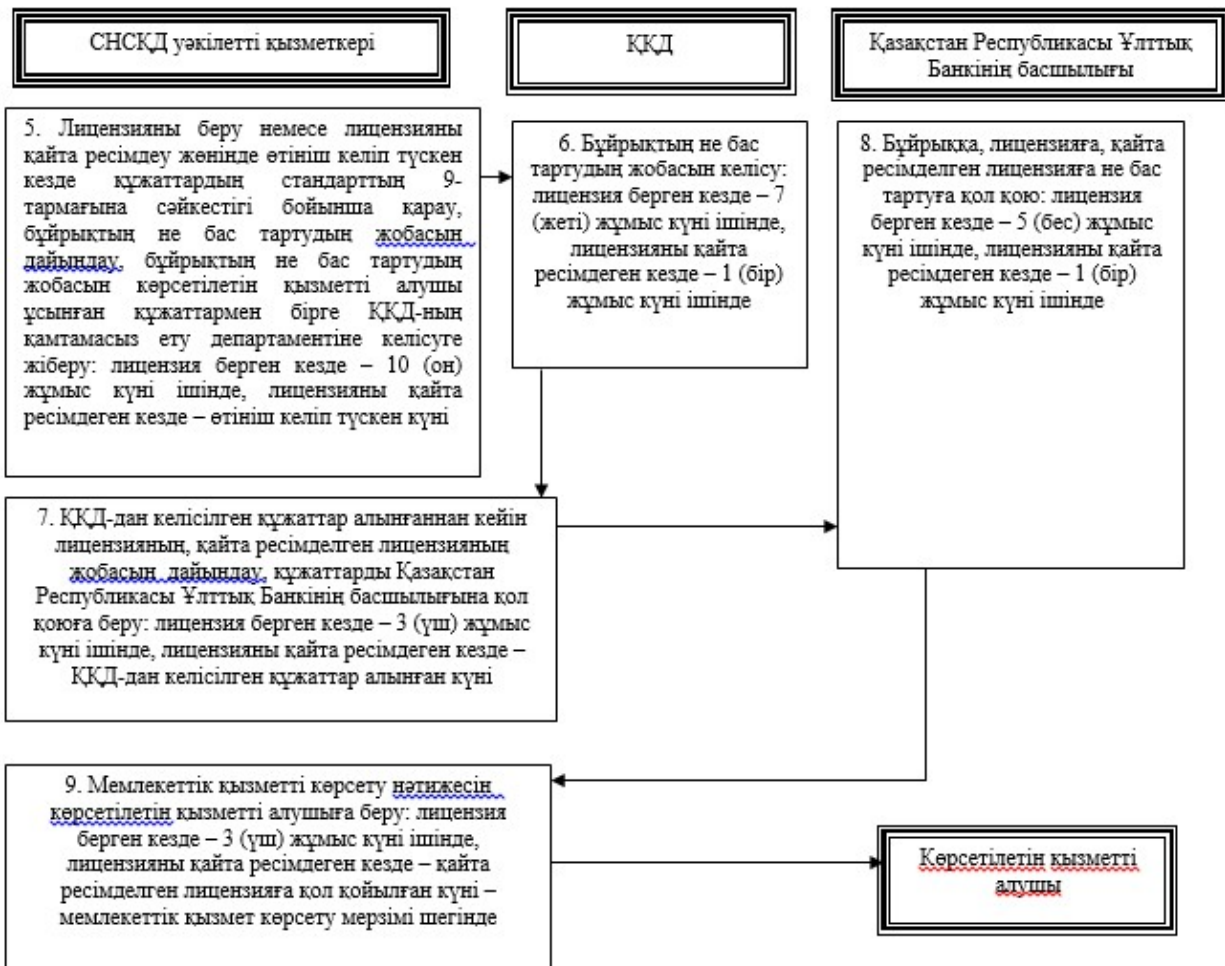 СНСҚД уәкілетті қызметкері
ҚҚД
Қазақстан Республикасы Ұлттық
Банкінің басшылығы
5. Лицензияны беру немесе лицензияны
қайта ресімдеу жөнінде өтініш келіп түскен
кезде құжаттардың стандарттың 9-
тармағына сәйкестігі бойынша қарау,
бұйрықтың не бас тартудың жобасын
дайындау, бұйрықтың не бас тартудың
жобасын көрсетілетін қызметті алушы
ұсынған құжаттармен бірге ҚҚД-ның
қамтамасыз ету департаментіне келісуге
жіберу: лицензия берген кезде – 10 (он)
жұмыс күні ішінде, лицензияны қайта
ресімдеген кезде – өтініш келіп түскен күні
6. Бұйрықтың не бас
тартудың жобасын келісу:
лицензия берген кезде – 7
(жеті) жұмыс күні ішінде,
лицензияны қайта
ресімдеген кезде – 1 (бір)
жұмыс күні ішінде
8. Бұйрыққа, лицензияға, қайта
ресімделген лицензияға не бас
тартуға қол қою: лицензия
берген кезде – 5 (бес) жұмыс
күні ішінде, лицензияны қайта
ресімдеген кезде – 1 (бір)
жұмыс күні ішінде
7. ҚҚД-дан келісілген құжаттар алынғаннан кейін
лицензияның, қайта ресімделген лицензияның
жобасын дайындау, құжаттарды Қазақстан
Республикасы Ұлттық Банкінің басшылығына қол
қоюға беру: лицензия берген кезде – 3 (үш) жұмыс
күні ішінде, лицензияны қайта ресімдеген кезде –
ҚҚД-дан келісілген құжаттар алынған күні
9. Мемлекеттік қызметті көрсету нәтижесін
көрсетілетін қызметті алушыға беру: лицензия
берген кезде – 3 (үш) жұмыс күні ішінде,
лицензияны қайта ресімдеген кезде – қайта
ресімделген лицензияға қол қойылған күні –
мемлекеттік қызмет көрсету мерзімі шегінде
Көрсетілетін қызметті
алушы